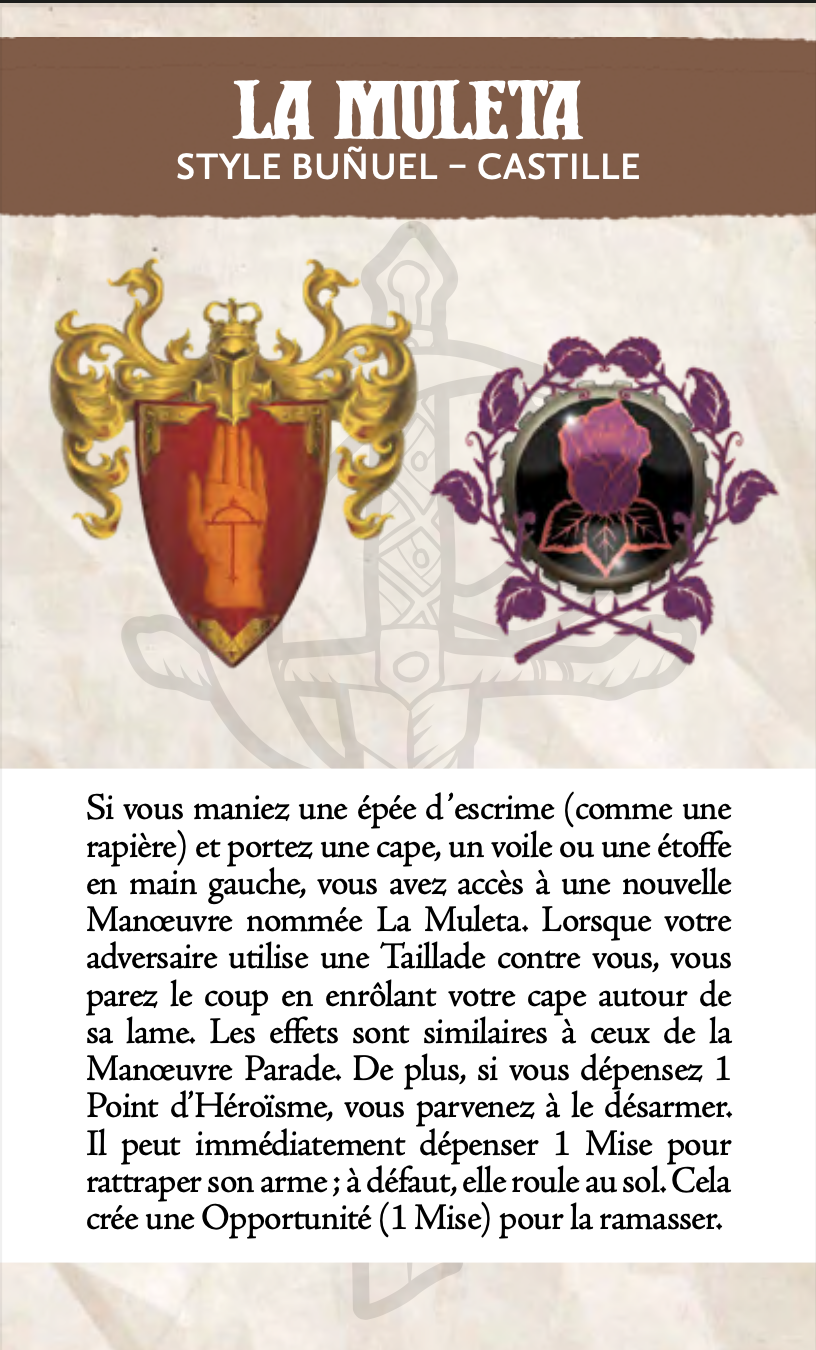 LA MULETA
STYLE BUÑUEL – CASTILLE
Si vous maniez une épée d'escrime (comme une
rapière) et portez une cape, un voile ou une étoffe
en main gauche, vous avez accès à une nouvelle
Manœuvre nommée La Muleta. Lorsque votre
adversaire utilise une Taillade contre vous, vous
parez le coup en enrôlant votre cape autour de
sa lame. Les effets sont similaires à ceux de la
Manœuvre Parade. De plus, si vous dépensez 1
Point d'Héroïsme, vous parvenez à le désarmer.
Il peut immédiatement dépenser 1 Mise pour
rattraper son arme ; à défaut, elle roule au sol. Cela
crée une Opportunité (1 Mise) pour la ramasser.